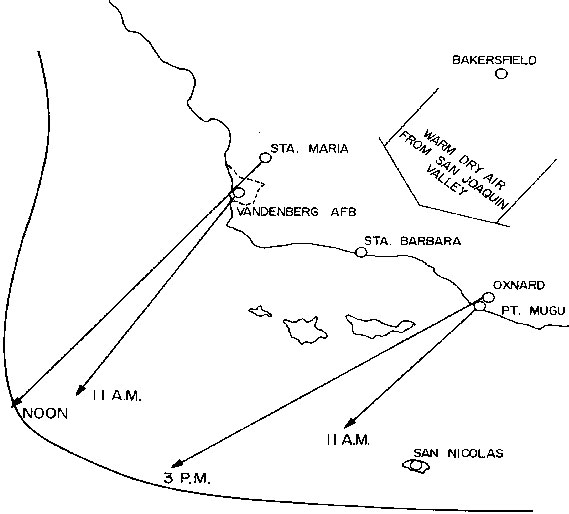 BAKERSFIELD
WARM DRY AIR
FROM SAN JOAQUIN
VALLEY
STA. MARIA
VANDENBERG AFB
STA. BARBARA
OXNARD
PT. MUGU
11 A.M.
NOON
11 A.M.
SAN NICOLAS
3 P.M.